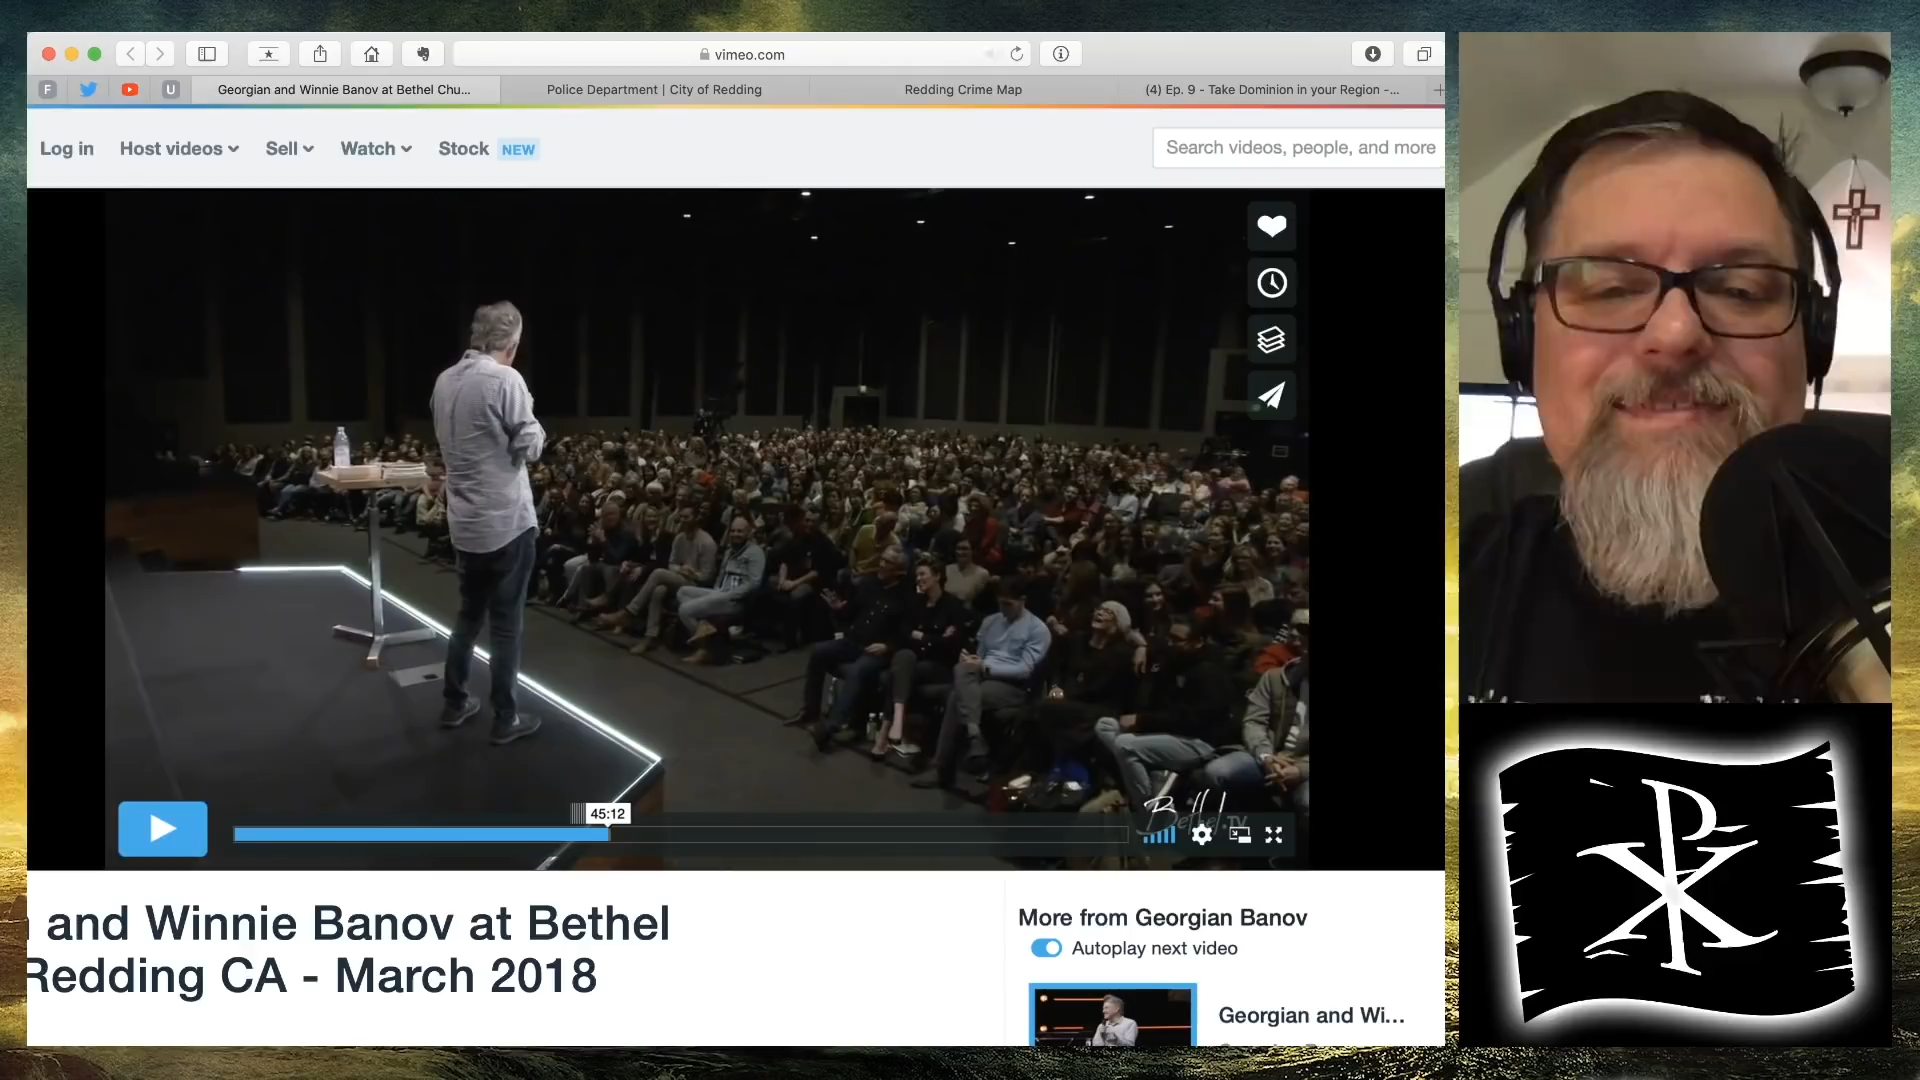 vimeo.com
F
U
Georgian and Winnie Banov at Bethel Chu...
Police Department | City of Redding
Redding Crime Map
(4) Ep. 9 - Take Dominion in your Region -...
Log in
Host videos
Sell
Watch
Stock
NEW
Search videos, people, and more
45:12
Bethel.TV
and Winnie Banov at Bethel
Redding CA - March 2018
More from Georgian Banov
Autoplay next video
Georgian and Wi...